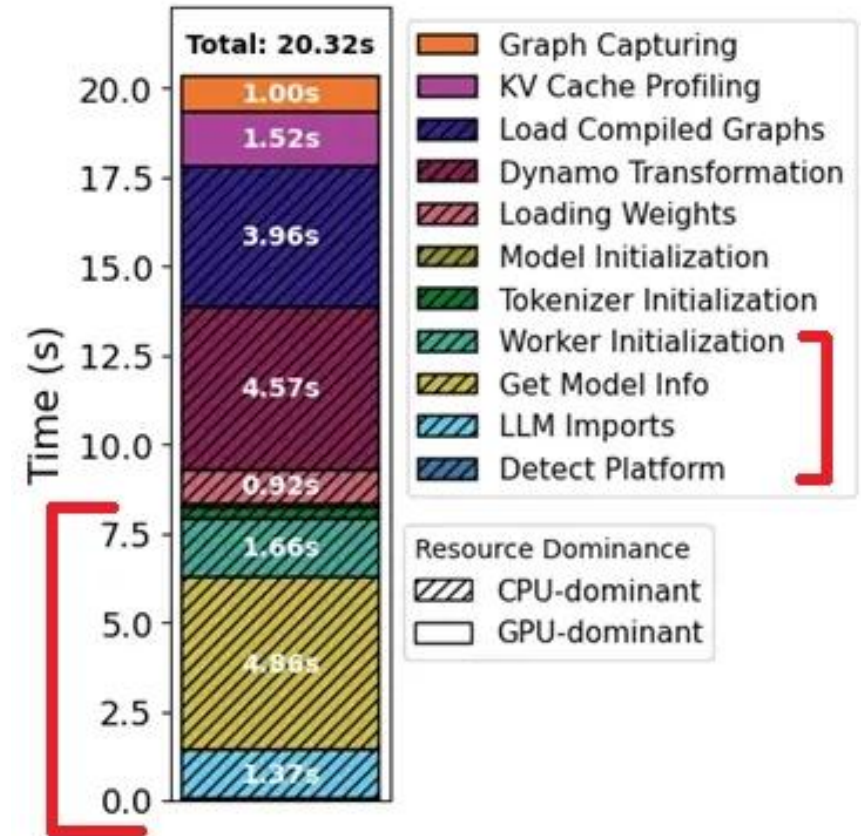 Total: 20.32s
20.0
17.5
15.0
12.5
10.0
7.5
5.0
2.5
0.0
Time (s)
1.00s
1.52s
3.96s
4.57s
0.92s
1.66s
4.86s
1.37s
Graph Capturing
KV Cache Profiling
Load Compiled Graphs
Dynamo Transformation
Loading Weights
Model Initialization
Tokenizer Initialization
Worker Initialization
Get Model Info
LLM Imports
Detect Platform
Resource Dominance
CPU-dominant
GPU-dominant